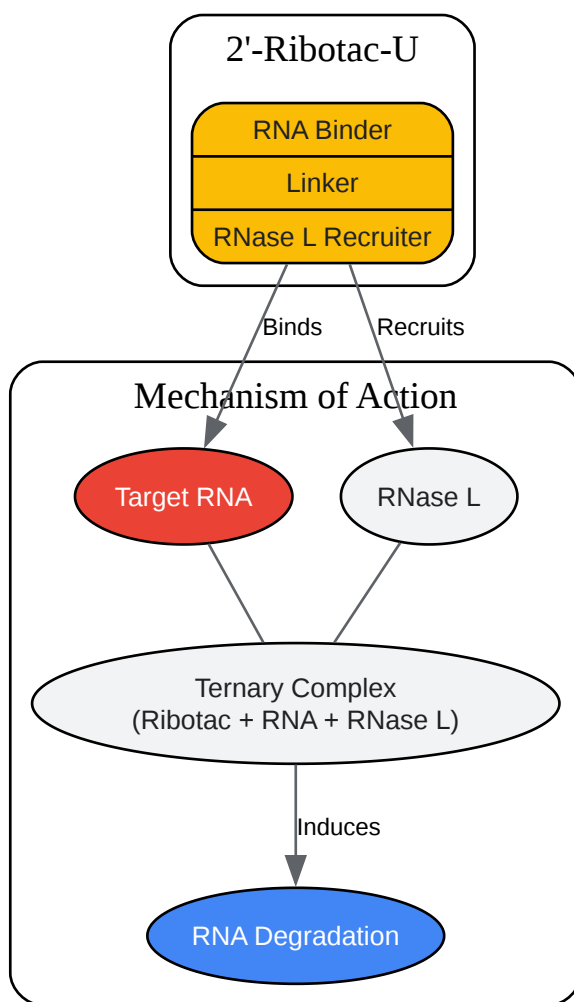 2'-Ribotac-U
RNA Binder
Linker
RNase L Recruiter
Binds
Recruits
Mechanism of Action
Target RNA
RNase L
Ternary Complex
(Ribotac + RNA + RNase L)
Induces
RNA Degradation